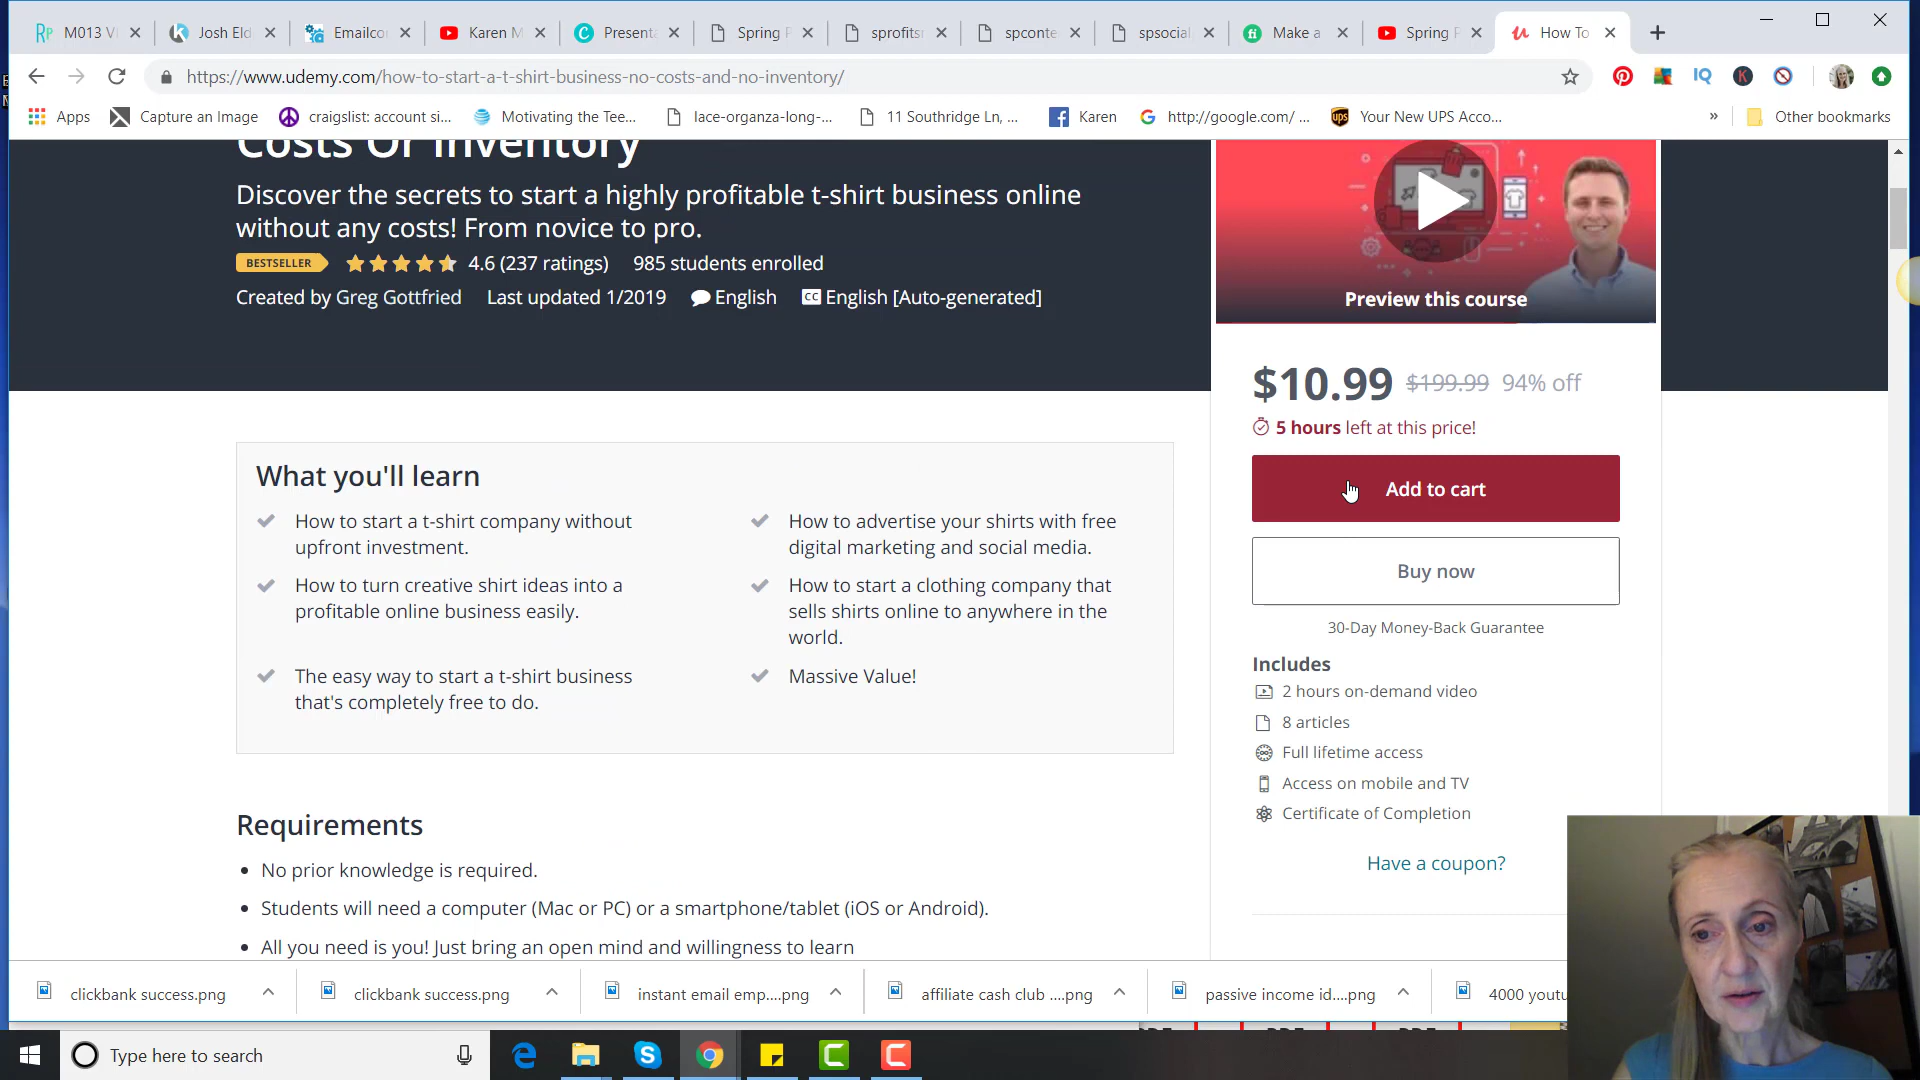 M013 V
Josh Eld
Emailco
Karen M
Presenta
Spring P
sprofits
spconte
spsocial
Make a
Spring P
How To
https://www.udemy.com/how-to-start-a-t-shirt-business-no-costs-and-no-inventory/
Apps
Capture an Image
craigslist: account si...
Motivating the Tee...
lace-organza-long-...
11 Southridge Ln, ...
Karen
http://google.com/ ...
Your New UPS Acco...
»
Other bookmarks
Costs Or Inventory
Discover the secrets to start a highly profitable t-shirt business online
without any costs! From novice to pro.
BESTSELLER 4.6 (237 ratings) 985 students enrolled
Created by Greg Gottfried Last updated 1/2019 English CC English [Auto-generated]
Preview this course
$10.99 $199.99 94% off
5 hours left at this price!
Add to cart
Buy now
30-Day Money-Back Guarantee
Includes
2 hours on-demand video
8 articles
Full lifetime access
Access on mobile and TV
Certificate of Completion
Have a coupon?
What you'll learn
How to start a t-shirt company without
upfront investment.
How to advertise your shirts with free
digital marketing and social media.
How to turn creative shirt ideas into a
profitable online business easily.
How to start a clothing company that
sells shirts online to anywhere in the
world.
The easy way to start a t-shirt business
that's completely free to do.
Massive Value!
Requirements
No prior knowledge is required.
Students will need a computer (Mac or PC) or a smartphone/tablet (iOS or Android).
All you need is you! Just bring an open mind and willingness to learn
clickbank success.png
clickbank success.png
instant email emp....png
affiliate cash club ....png
passive income id....png
4000 youtu
Type here to search